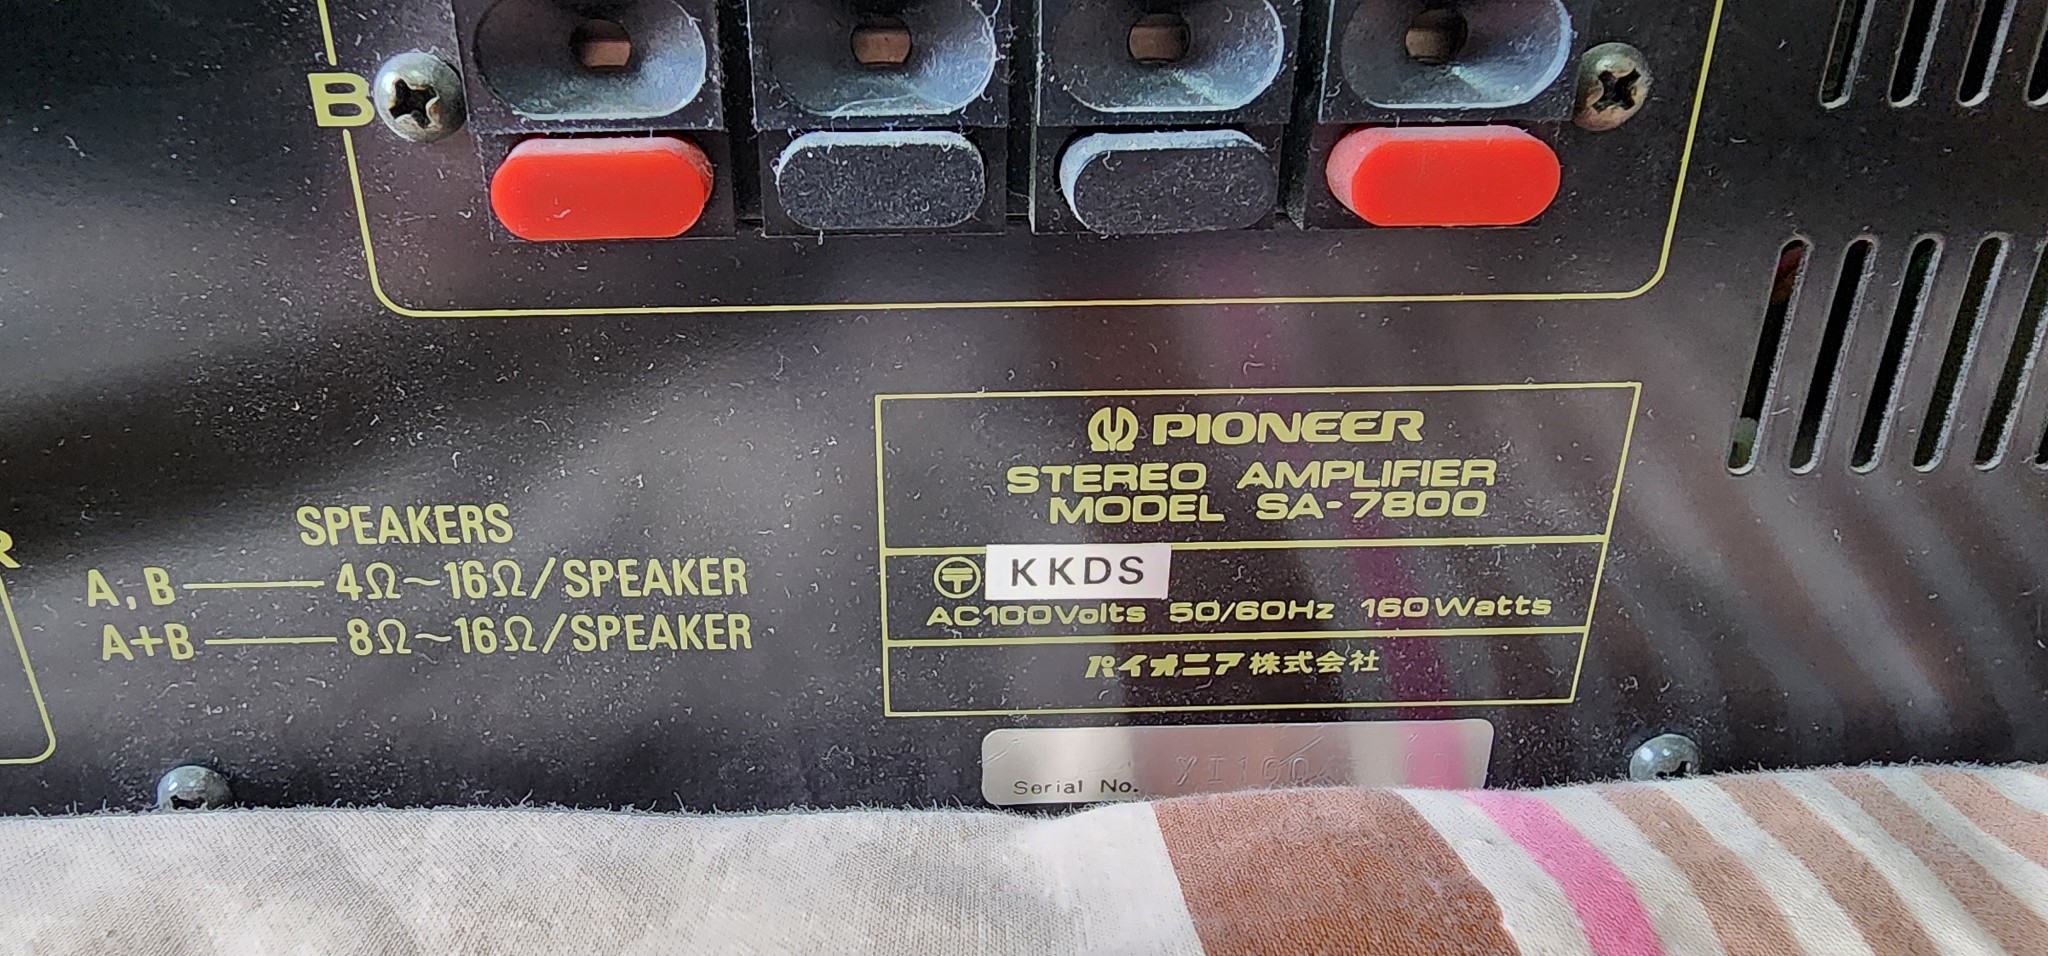 B
R
SPEAKERS
A, B——4Ω~16Ω/SPEAKER
A+B——8Ω~16Ω/SPEAKER
PIONEER
STEREO AMPLIFIER
MODEL SA-7800
〒 KKDS
AC100Volts 50/60Hz 160Watts
パイオニア株式会社
Serial No.